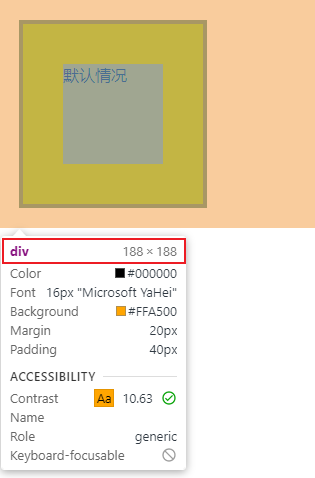 默认情况
div 188 × 188
Color #000000
Font 16px "Microsoft YaHei"
Background #FFA500
Margin 20px
Padding 40px
ACCESSIBILITY
Contrast Aa 10.63
Name
Role generic
Keyboard-focusable